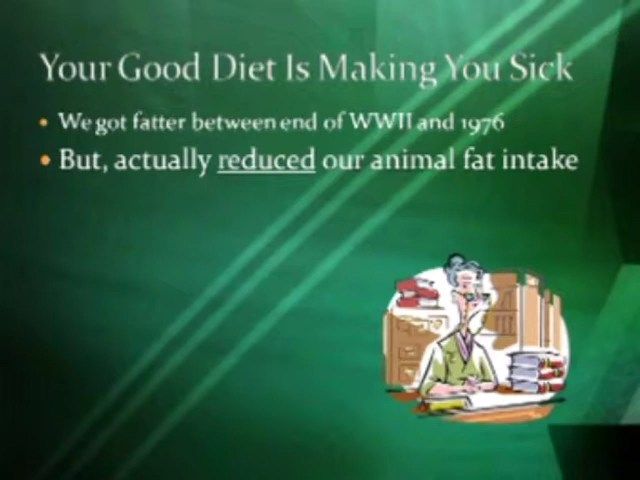 Your Good Diet Is Making You Sick
• We got fatter between end of WWII and 1976
• But, actually reduced our animal fat intake